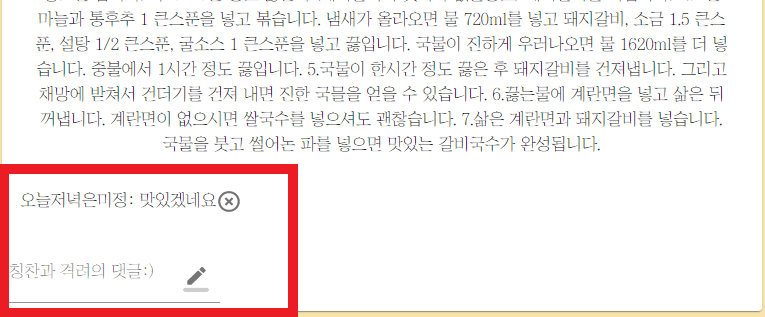 마늘과 통후추 1 큰스푼을 넣고 볶습니다. 냄새가 올라오면 물 720ml를 넣고 돼지갈비, 소금 1.5 큰스
푼, 설탕 1/2 큰스푼, 굴소스 1 큰스푼을 넣고 끓입니다. 국물이 진하게 우러나오면 물 1620ml를 더 넣
습니다. 중불에서 1시간 정도 끓입니다. 5.국물이 한시간 정도 끓은 후 돼지갈비를 건져냅니다. 그리고
채망에 받쳐서 건더기를 건져 내면 진한 국믈을 얻을 수 있습니다. 6.끓는물에 계란면을 넣고 삶은 뒤
꺼냅니다. 계란면이 없으시면 쌀국수를 넣으셔도 괜찮습니다. 7.삶은 계란면과 돼지갈비를 넣습니다.
국물을 붓고 썰어논 파를 넣으면 맛있는 갈비국수가 완성됩니다.
오늘저녁은미정: 맛있겠네요
칭찬과 격려의 댓글:)